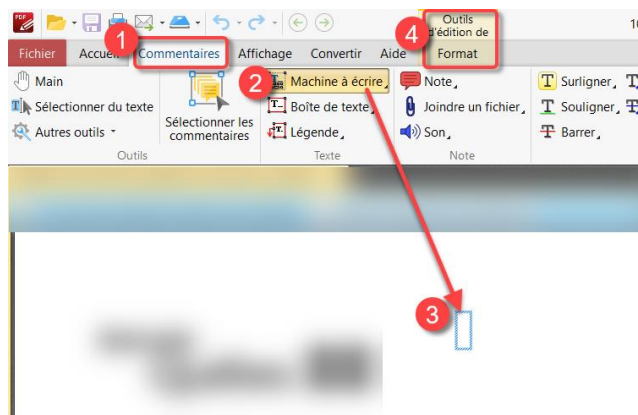 PDF
Outils
d'édition de
10
1
4
Fichier Accueil Commentaires Affichage Convertir Aide Format
Main
Sélectionner du texte
Autres outils
Outils
Sélectionner les
commentaires
2
Machine à écrire
Boîte de texte
Légende
Texte
Note
Joindre un fichier
Son
Note
Surligner
Souligner
Barrer
3